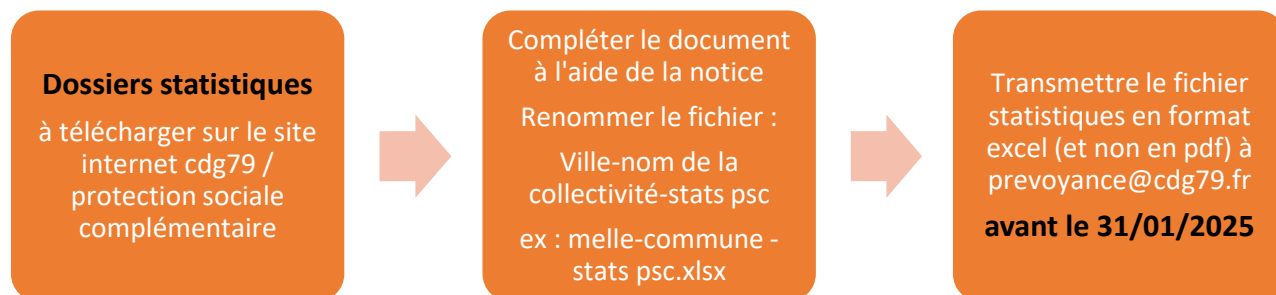 Dossiers statistiques
à télécharger sur le site
internet cdg79 /
protection sociale
complémentaire
Compléter le document
à l'aide de la notice
Renommer le fichier :
Ville-nom de la
collectivité-stats psc
ex : melle-commune -
stats psc.xlsx
Transmettre le fichier
statistiques en format
excel (et non en pdf) à
prevoyance@cdg79.fr
avant le 31/01/2025